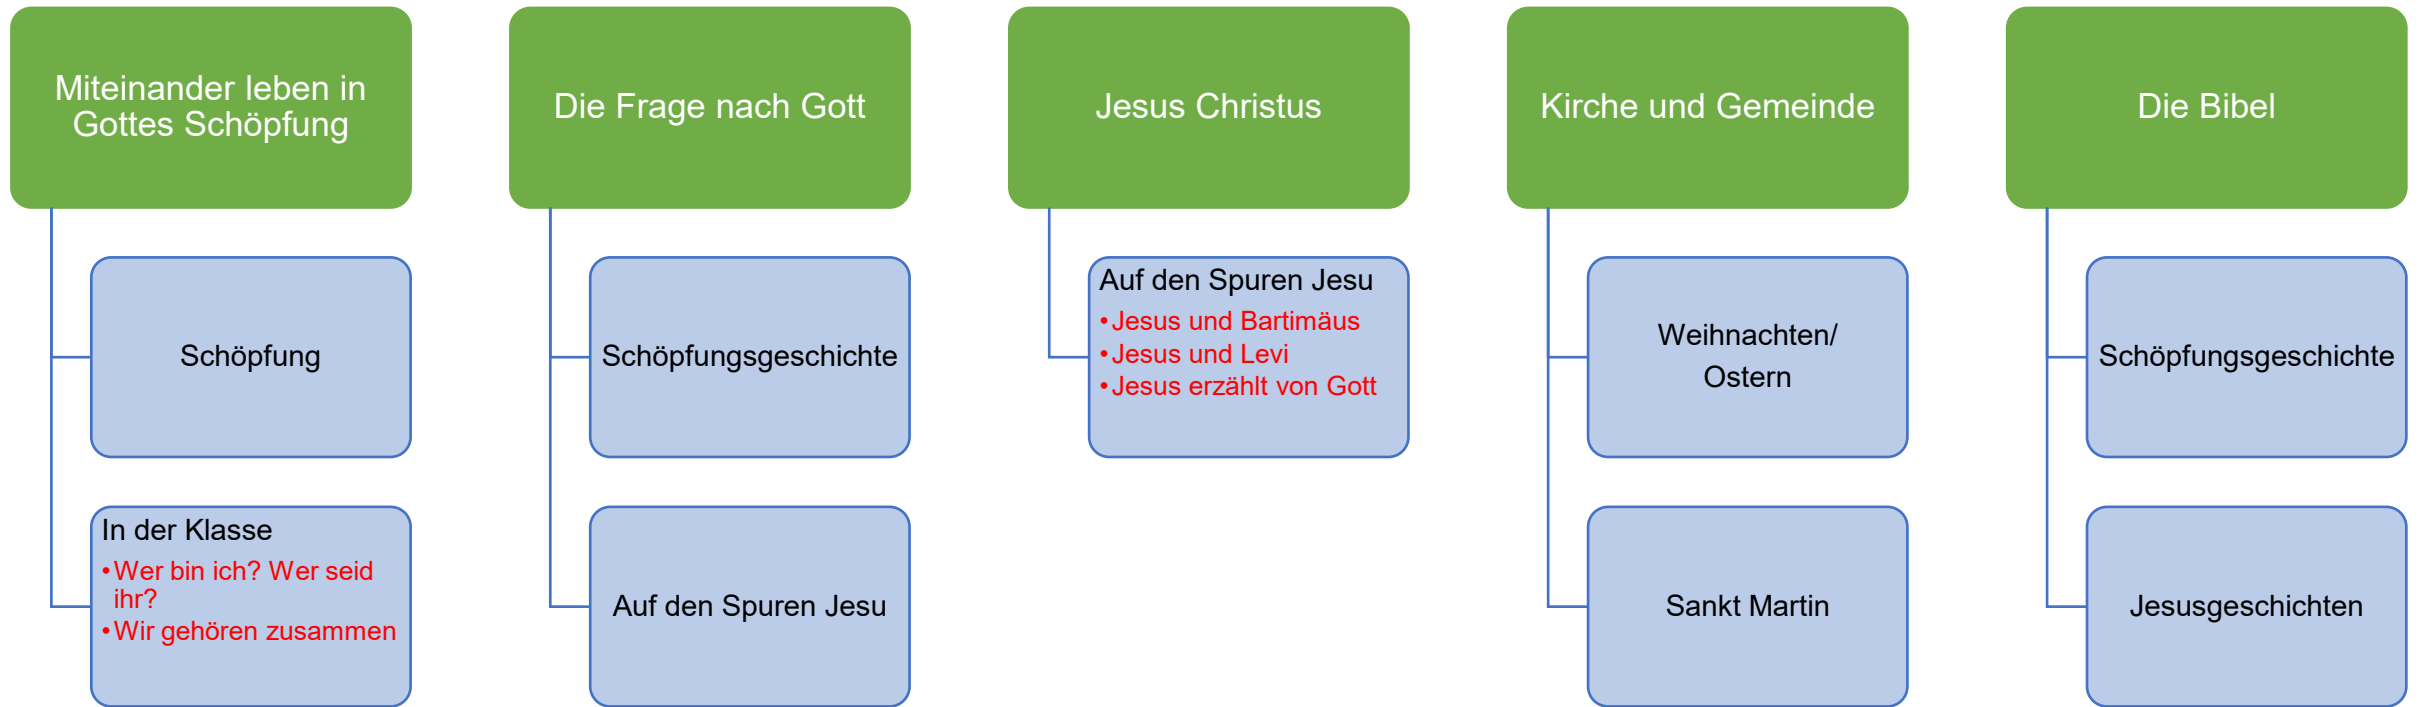 Miteinander leben in
Gottes Schöpfung
Schöpfung
In der Klasse
•Wer bin ich? Wer seid
ihr?
•Wir gehören zusammen
Die Frage nach Gott
Schöpfungsgeschichte
Auf den Spuren Jesu
Jesus Christus
Auf den Spuren Jesu
•Jesus und Bartimäus
•Jesus und Levi
•Jesus erzählt von Gott
Kirche und Gemeinde
Weihnachten/
Ostern
Sankt Martin
Die Bibel
Schöpfungsgeschichte
Jesusgeschichten